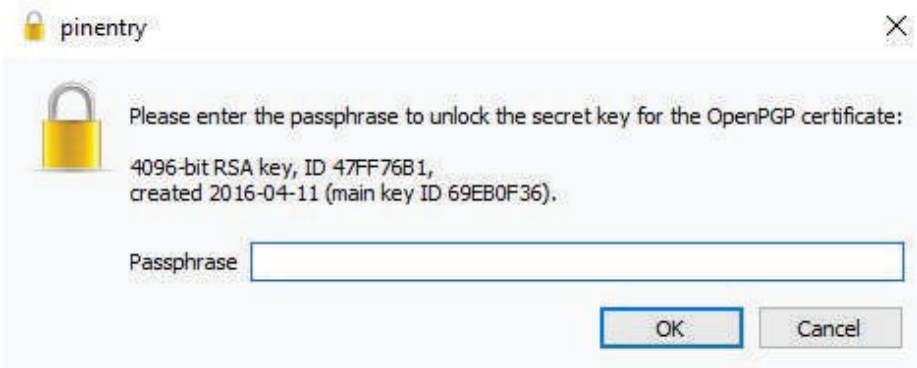 pinentry
Please enter the passphrase to unlock the secret key for the OpenPGP certificate:
4096-bit RSA key, ID 47FF76B1,
created 2016-04-11 (main key ID 69EB0F36).
Passphrase
OK Cancel